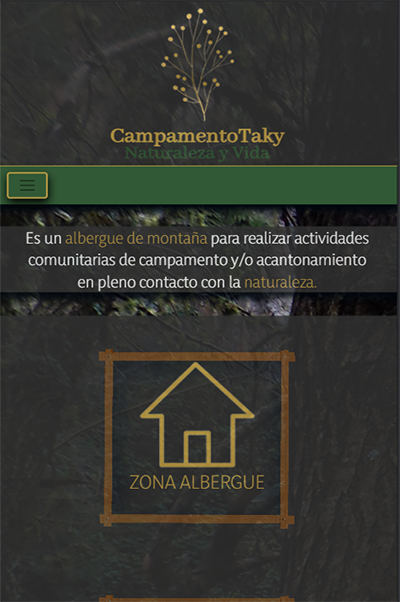 CampamentoTaky
Naturaleza y Vida
Es un albergue de montaña para realizar actividades
comunitarias de campamento y/o acantonamiento
en pleno contacto con la naturaleza.
ZONA ALBERGUE